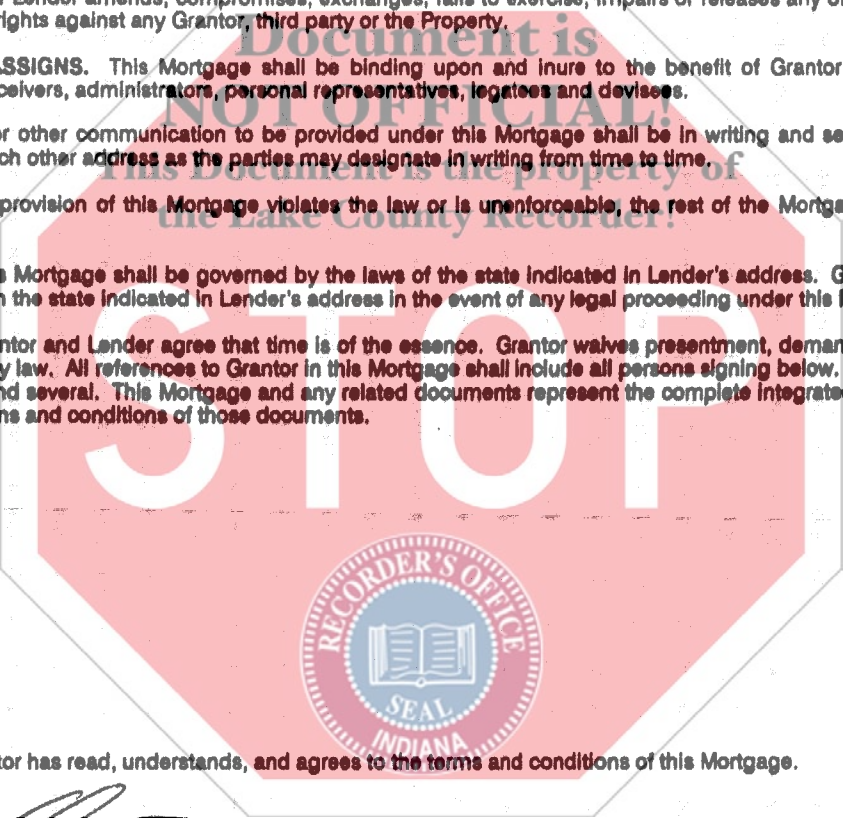 Lender amends, compromises, exchanges, fails to exercise, impairs or releases any of
ights against any Grantor, third party or the Property.
Document is
ASSIGNS. This Mortgage shall be binding upon and inure to the benefit of Grantor
ceivers, administrators, personal representatives, legatees and devisees.
NOT OFFICIAL!
or other communication to be provided under this Mortgage shall be in writing and se
ch other address as the parties may designate in writing from time to time.
This Document is the property of
provision of this Mortgage violates the law or is unenforceable, the rest of the Mortga
the Lake County Recorder!
s Mortgage shall be governed by the laws of the state indicated in Lender's address. G
n the state indicated in Lender's address in the event of any legal proceeding under this
ntor and Lender agree that time is of the essence. Grantor waives presentment, deman
y law. All references to Grantor in this Mortgage shall include all persons signing below.
nd several. This Mortgage and any related documents represent the complete integrate
ns and conditions of those documents.
STOP
RECORDER'S OFFICE
SEAL
INDIANA
tor has read, understands, and agrees to the terms and conditions of this Mortgage.